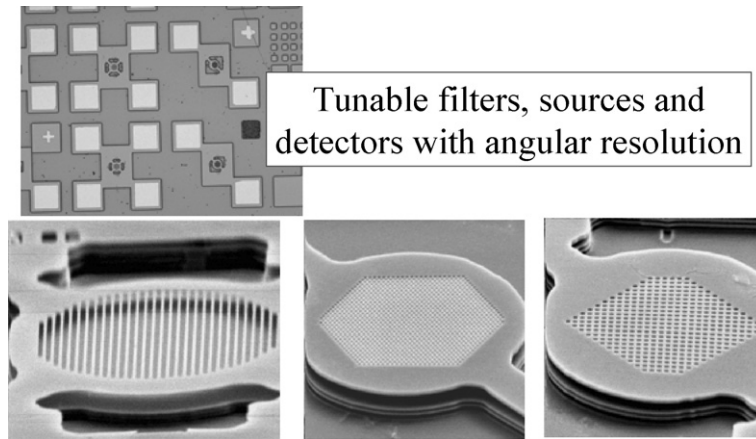 Tunable filters, sources and
detectors with angular resolution